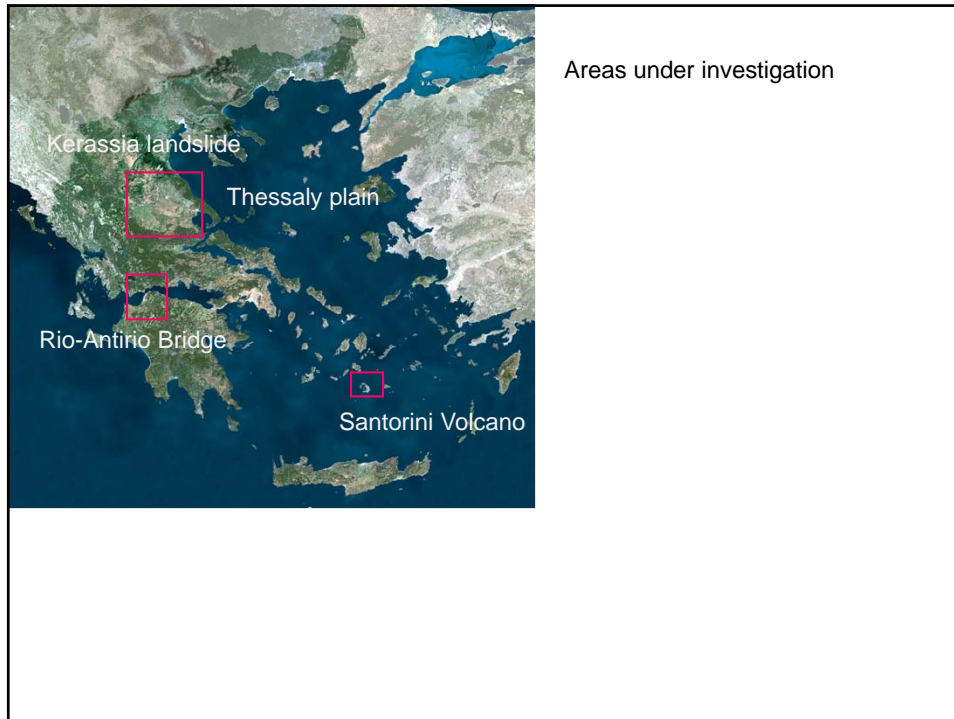 Areas under investigation
Kerassia landslide
Thessaly plain
Rio-Antirio Bridge
Santorini Volcano